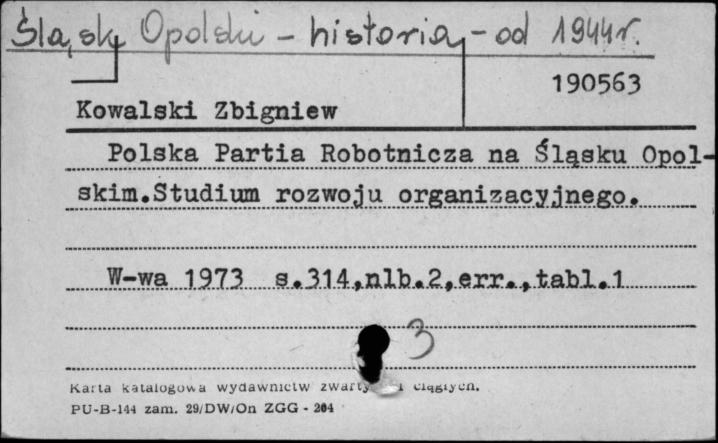 Śląsk Opolski - historia - od 1944r.
190563
Kowalski Zbigniew
Polska Partia Robotnicza na Śląsku Opol-
skim.Studium rozwoju organizacyjnego.
W-wa 1973 s.314,nlb.2,err.,tabl.1
3
Karta katalogowa wydawnictw zwarty i ciągłych.
PU-B-144 zam. 29/DW/On ZGG - 204